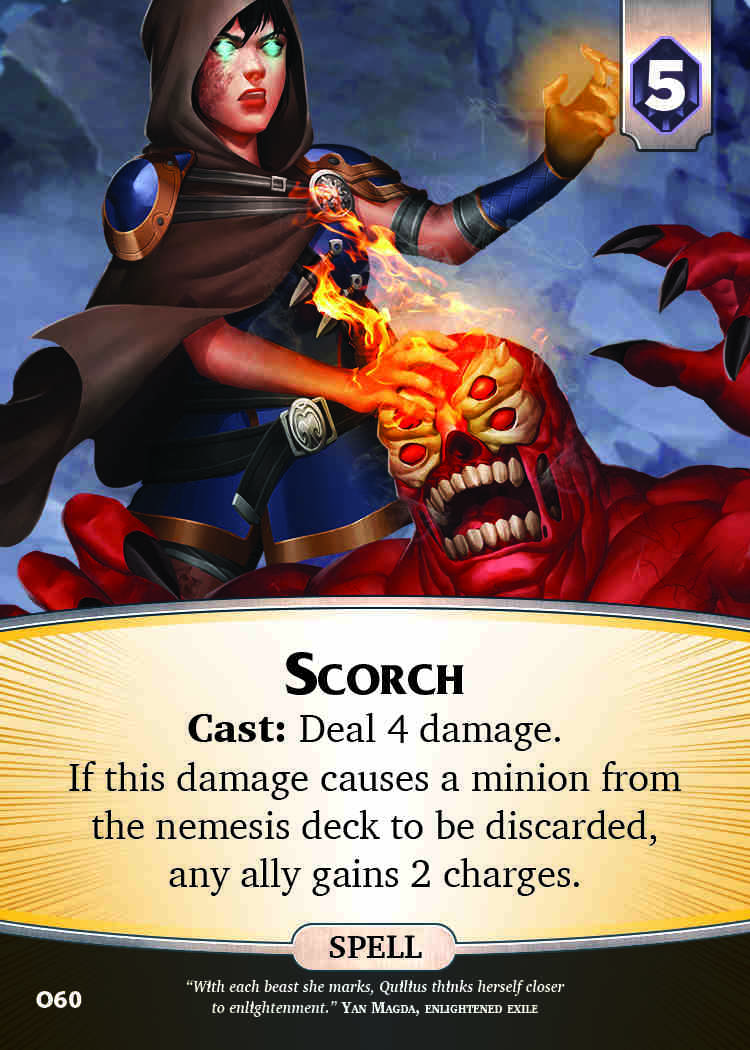 5
SCORCH
Cast: Deal 4 damage.
If this damage causes a minion from
the nemesis deck to be discarded,
any ally gains 2 charges.
SPELL
O60
“With each beast she marks, Quilius thinks herself closer
to enlightenment.” YAN MAGDA, ENLIGHTENED EXILE